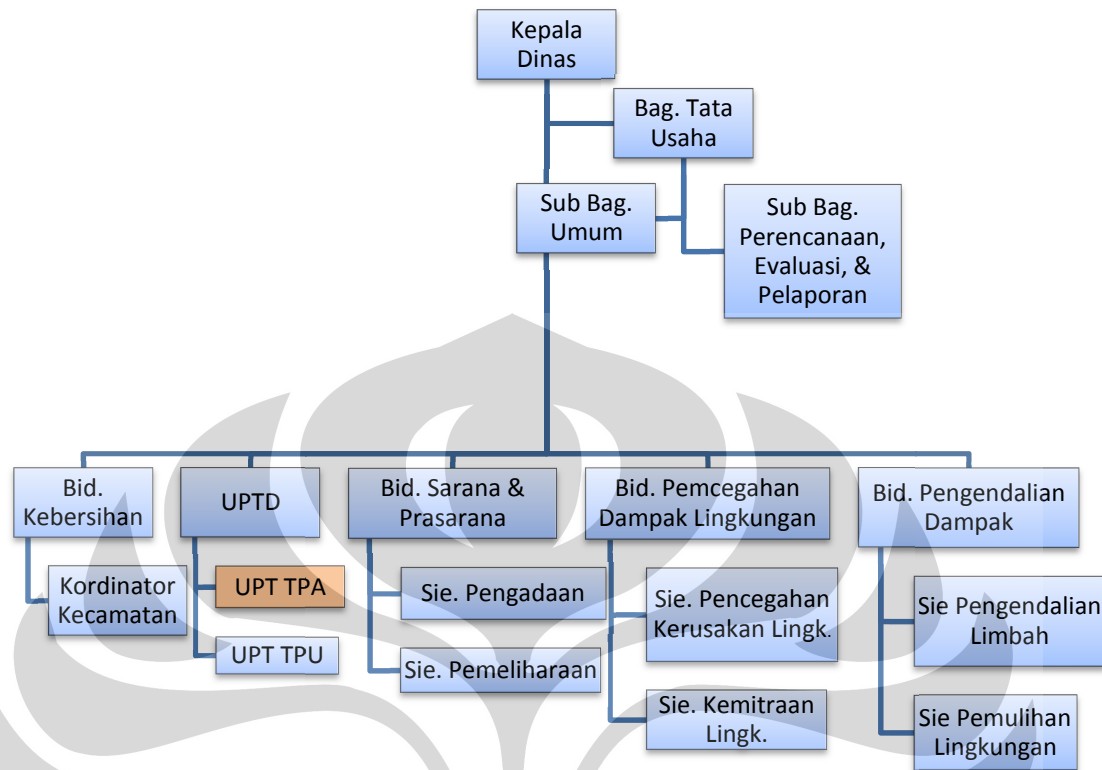 Kepala
Dinas
Bag. Tata
Usaha
Sub Bag.
Umum
Sub Bag.
Perencanaan,
Evaluasi, &
Pelaporan
Bid.
Kebersihan
UPTD
Bid. Sarana &
Prasarana
Bid. Pemcegahan
Dampak Lingkungan
Bid. Pengendalian
Dampak
Kordinator
Kecamatan
UPT TPA
UPT TPU
Sie. Pengadaan
Sie. Pemeliharaan
Sie. Pencegahan
Kerusakan Lingk.
Sie. Kemitraan
Lingk.
Sie Pengendalian
Limbah
Sie Pemulihan
Lingkungan